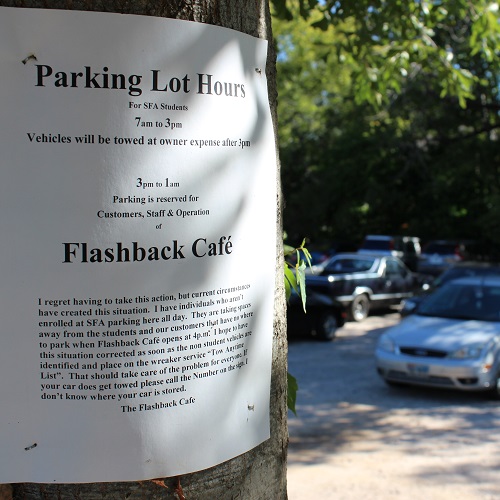 Parking Lot Hours
For SFA Students
7am to 3pm
Vehicles will be towed at owner expense after 3pm
3pm to 1am
Parking is reserved for
Customers, Staff & Operation
of
Flashback Café
I regret having to take this action, but current circumstances
have created this situation. I have individuals who aren't
enrolled at SFA parking here all day. They are taking spaces
away from the students and our customers that have no where
to park when Flashback Café opens at 4p.m. I hope to have
this situation corrected as soon as the non student vehicles are
identified and place on the wreaker service "Tow Anytime
List". That should take care of the problem for everyone. If
your car does get towed please call the Number on the sign. I
don't know where your car is stored.
The Flashback Cafe